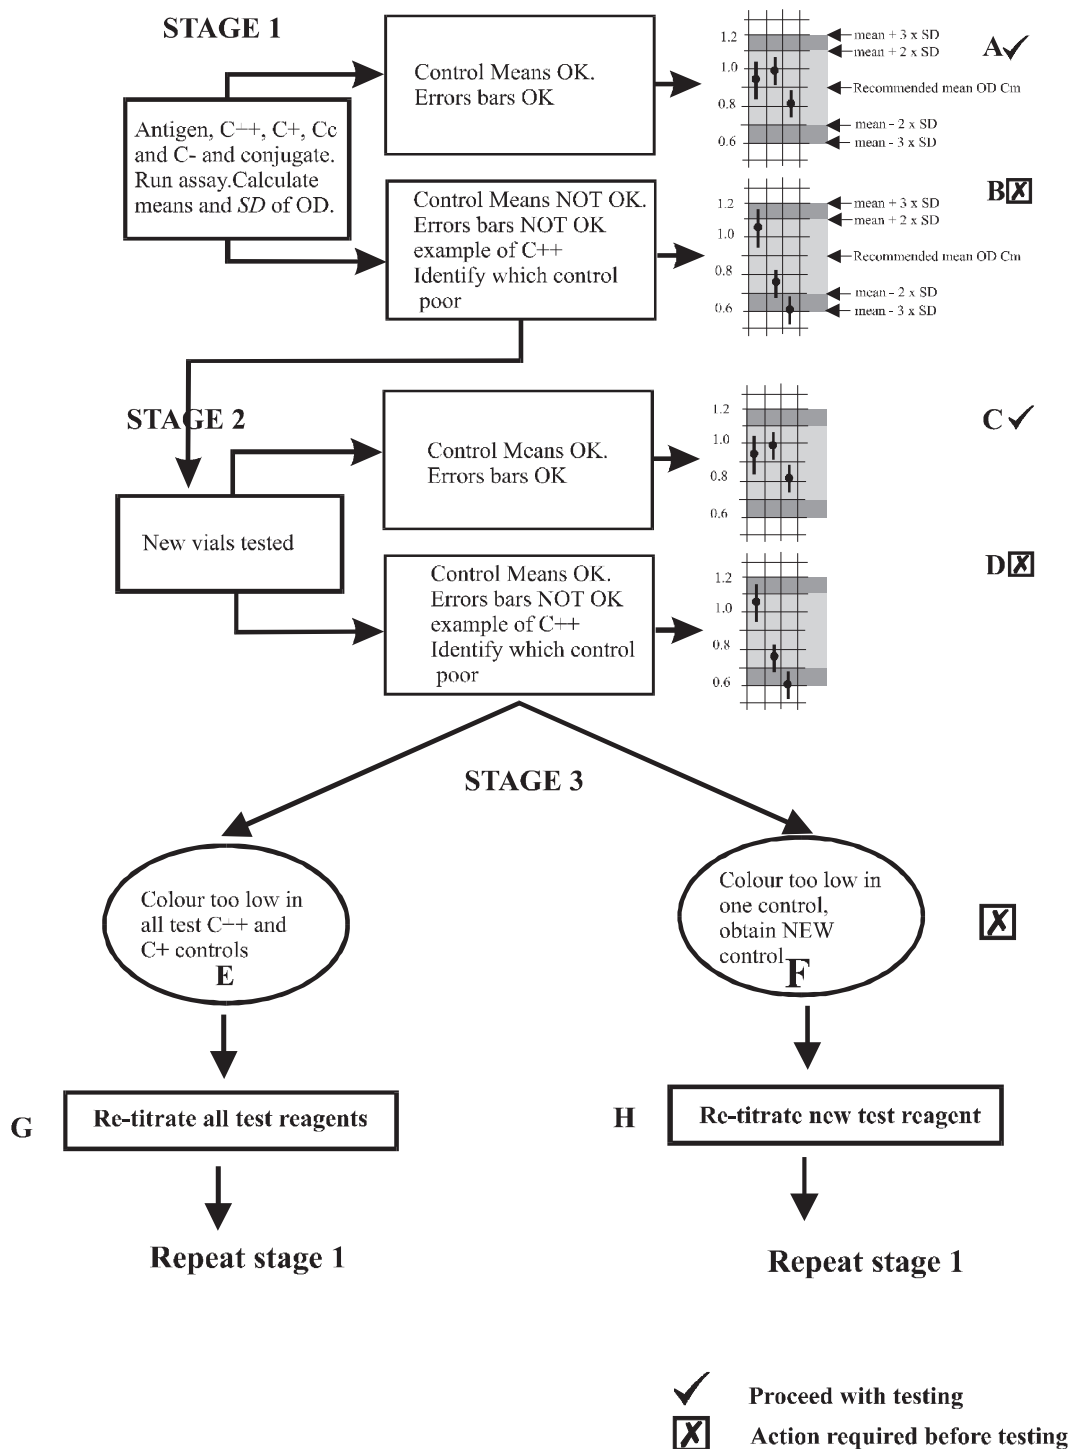 STAGE 1
Antigen, C++, C+, Cc
and C- and conjugate.
Run assay.Calculate
means and SD of OD.
Control Means OK.
Errors bars OK
1.2
1.0
0.8
0.6
mean + 3 x SD
mean + 2 x SD
Recommended mean OD Cm
mean - 2 x SD
mean - 3 x SD
A
Control Means NOT OK.
Errors bars NOT OK
example of C++
Identify which control
poor
1.2
1.0
0.8
0.6
mean + 3 x SD
mean + 2 x SD
Recommended mean OD Cm
mean - 2 x SD
mean - 3 x SD
B
STAGE 2
New vials tested
Control Means OK.
Errors bars OK
1.2
1.0
0.8
0.6
C
Control Means OK.
Errors bars NOT OK
example of C++
Identify which control
poor
1.2
1.0
0.8
0.6
D
STAGE 3
Colour too low in
all test C++ and
C+ controls
E
Colour too low in
one control,
obtain NEW
control
F
G
Re-titrate all test reagents
H
Re-titrate new test reagent
Repeat stage 1
Repeat stage 1
✓ Proceed with testing
☒ Action required before testing